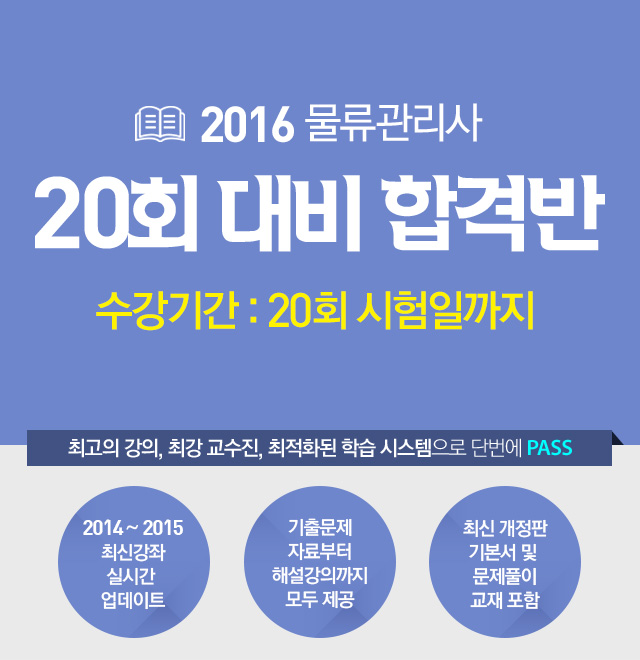 2016 물류관리사
20회 대비 합격반
수강기간 : 20회 시험일까지
최고의 강의, 최강 교수진, 최적화된 학습 시스템으로 단번에 PASS
2014 ~ 2015
최신강좌
실시간
업데이트
기출문제
자료부터
해설강의까지
모두 제공
최신 개정판
기본서 및
문제풀이
교재 포함